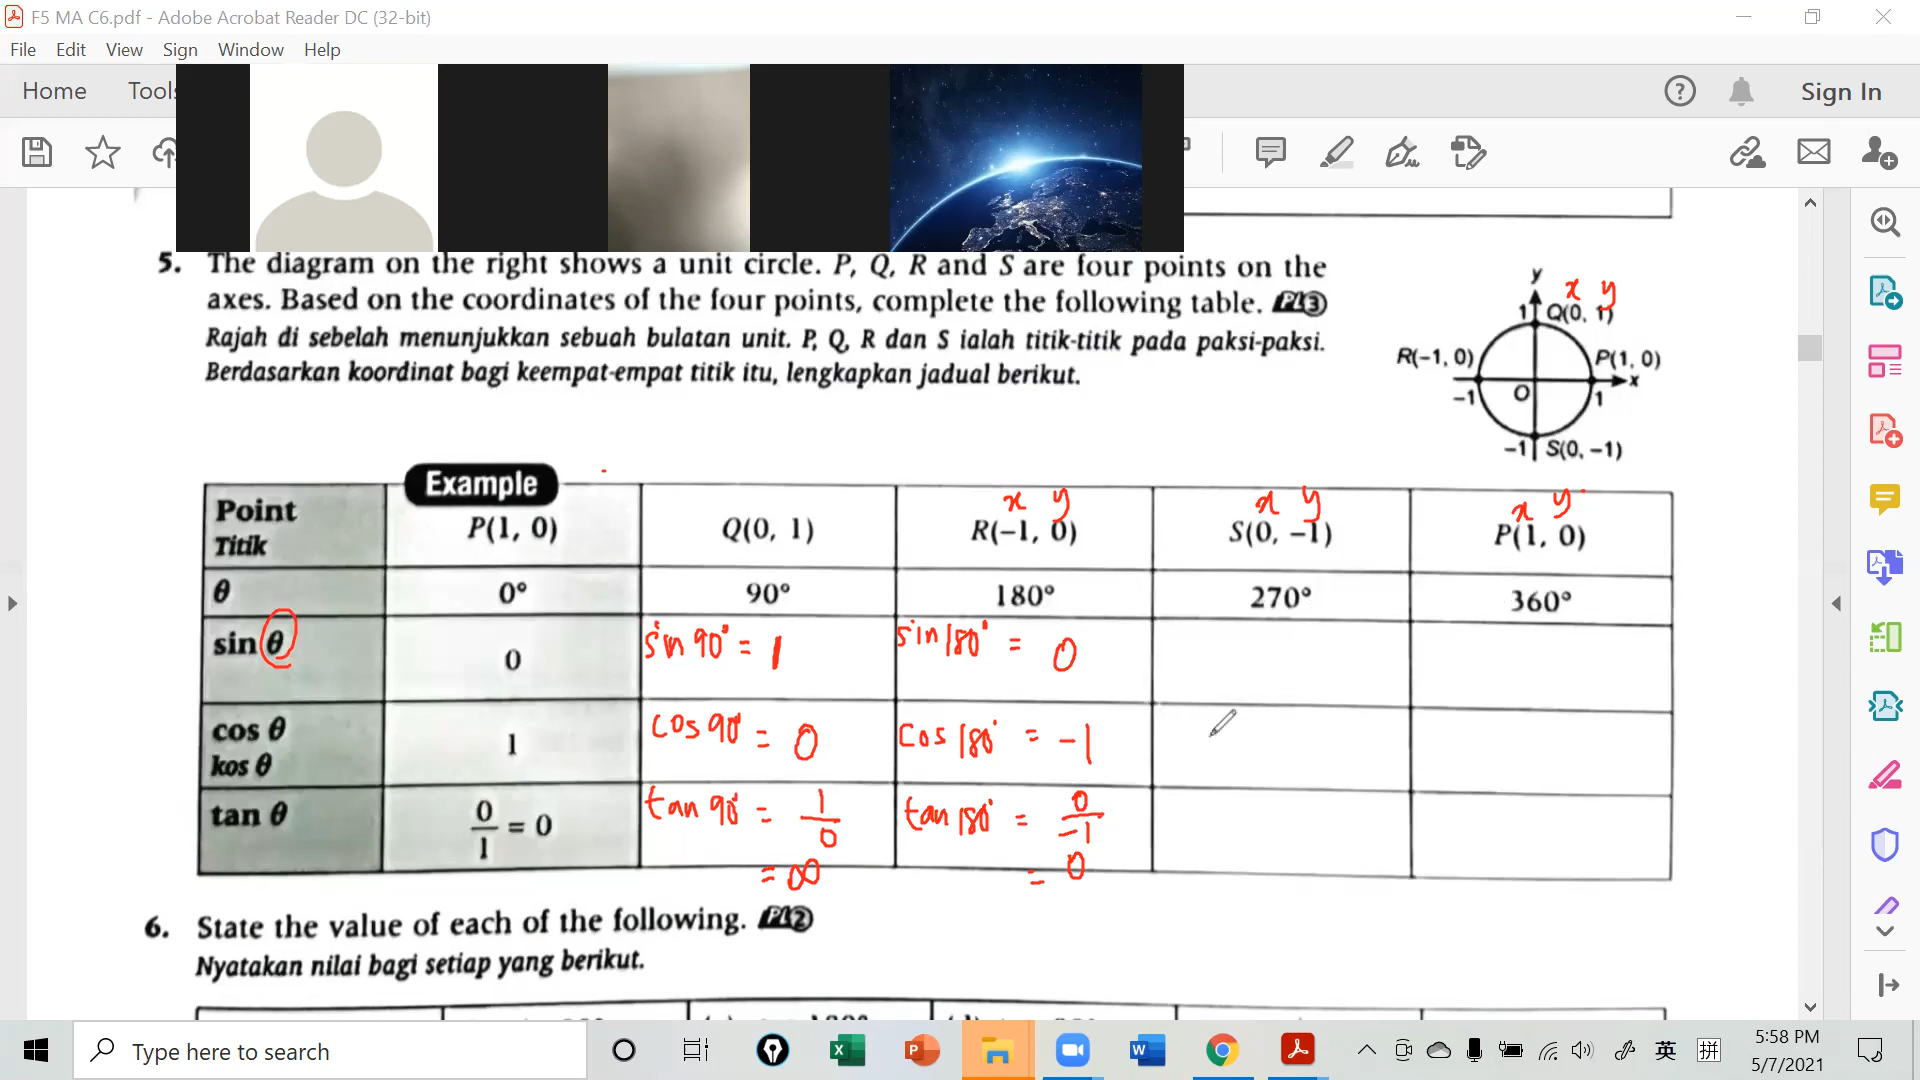 F5 MA C6.pdf - Adobe Acrobat Reader DC (32-bit)
File Edit View Sign Window Help
Home Tools
Sign In
5. The diagram on the right shows a unit circle. P, Q, R and S are four points on the
axes. Based on the coordinates of the four points, complete the following table. PL3
Rajah di sebelah menunjukkan sebuah bulatan unit. P, Q, R dan S ialah titik-titik pada paksi-paksi.
Berdasarkan koordinat bagi keempat-empat titik itu, lengkapkan jadual berikut.
y x y
1 Q(0, 1)
R(-1, 0) P(1, 0)
-1 O 1 x
-1 S(0, -1)
Example
x y x y x y
Point
Titik
P(1, 0) Q(0, 1) R(-1, 0) S(0, -1) P(1, 0)
θ 0° 90° 180° 270° 360°
sin θ 0 sin 90° = 1 sin 180° = 0
cos θ
kos θ
1 cos 90° = 0 cos 180° = -1
tan θ 0/1 = 0 tan 90° = 1/0 tan 180° = 0/-1
= ∞ = 0
6. State the value of each of the following. PL2
Nyatakan nilai bagi setiap yang berikut.
Type here to search
英 拼
5:58 PM
5/7/2021